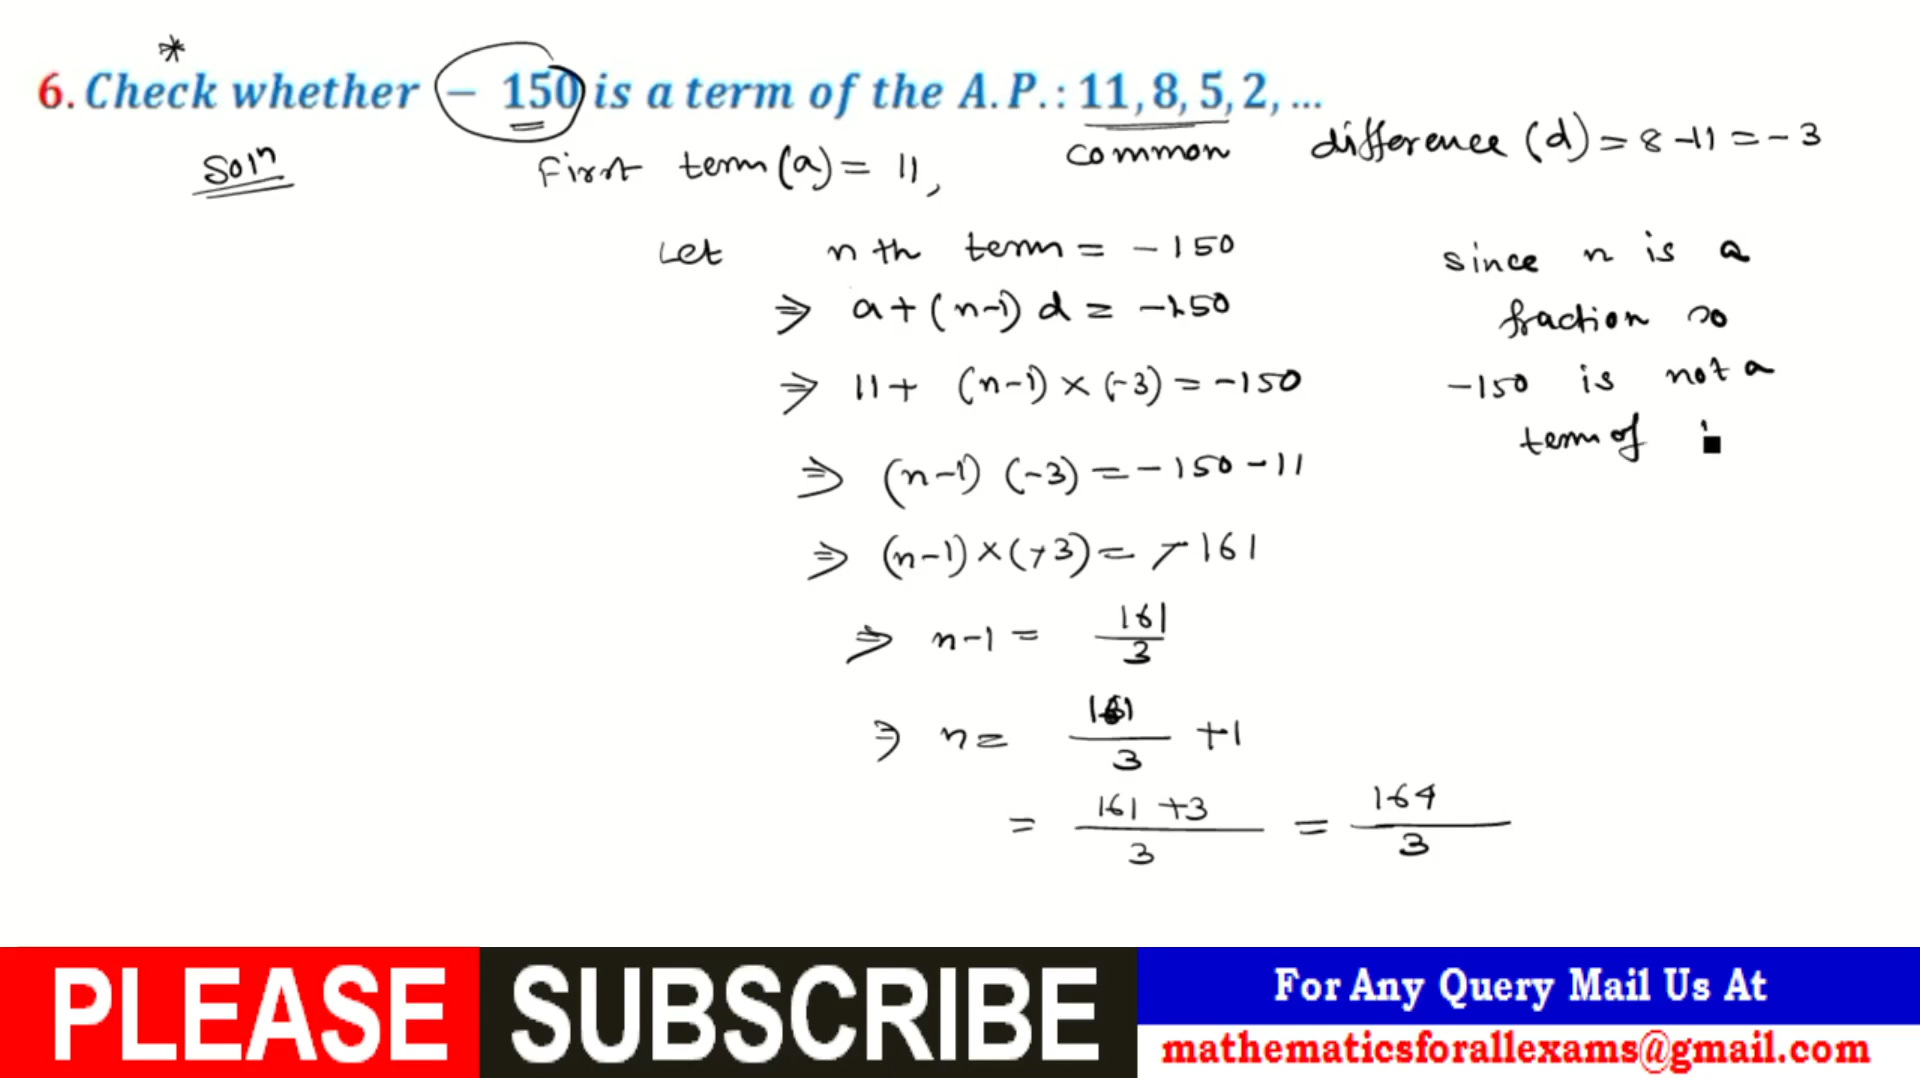 *
6. Check whether – 150 is a term of the A.P.: 11, 8, 5, 2, ...
Soln
First term (a) = 11, common difference (d) = 8 - 11 = - 3
Let n th term = - 150
⇒ a + (n-1) d = -150
⇒ 11 + (n-1) × (-3) = -150
⇒ (n-1) (-3) = - 150 - 11
⇒ (n-1) × (-3) = - 161
⇒ n-1 = 161/3
⇒ n = 161/3 + 1
= 161 + 3/3 = 164/3
since n is a
fraction so
-150 is not a
term of
PLEASE SUBSCRIBE
For Any Query Mail Us At
mathematicsforallexams@gmail.com